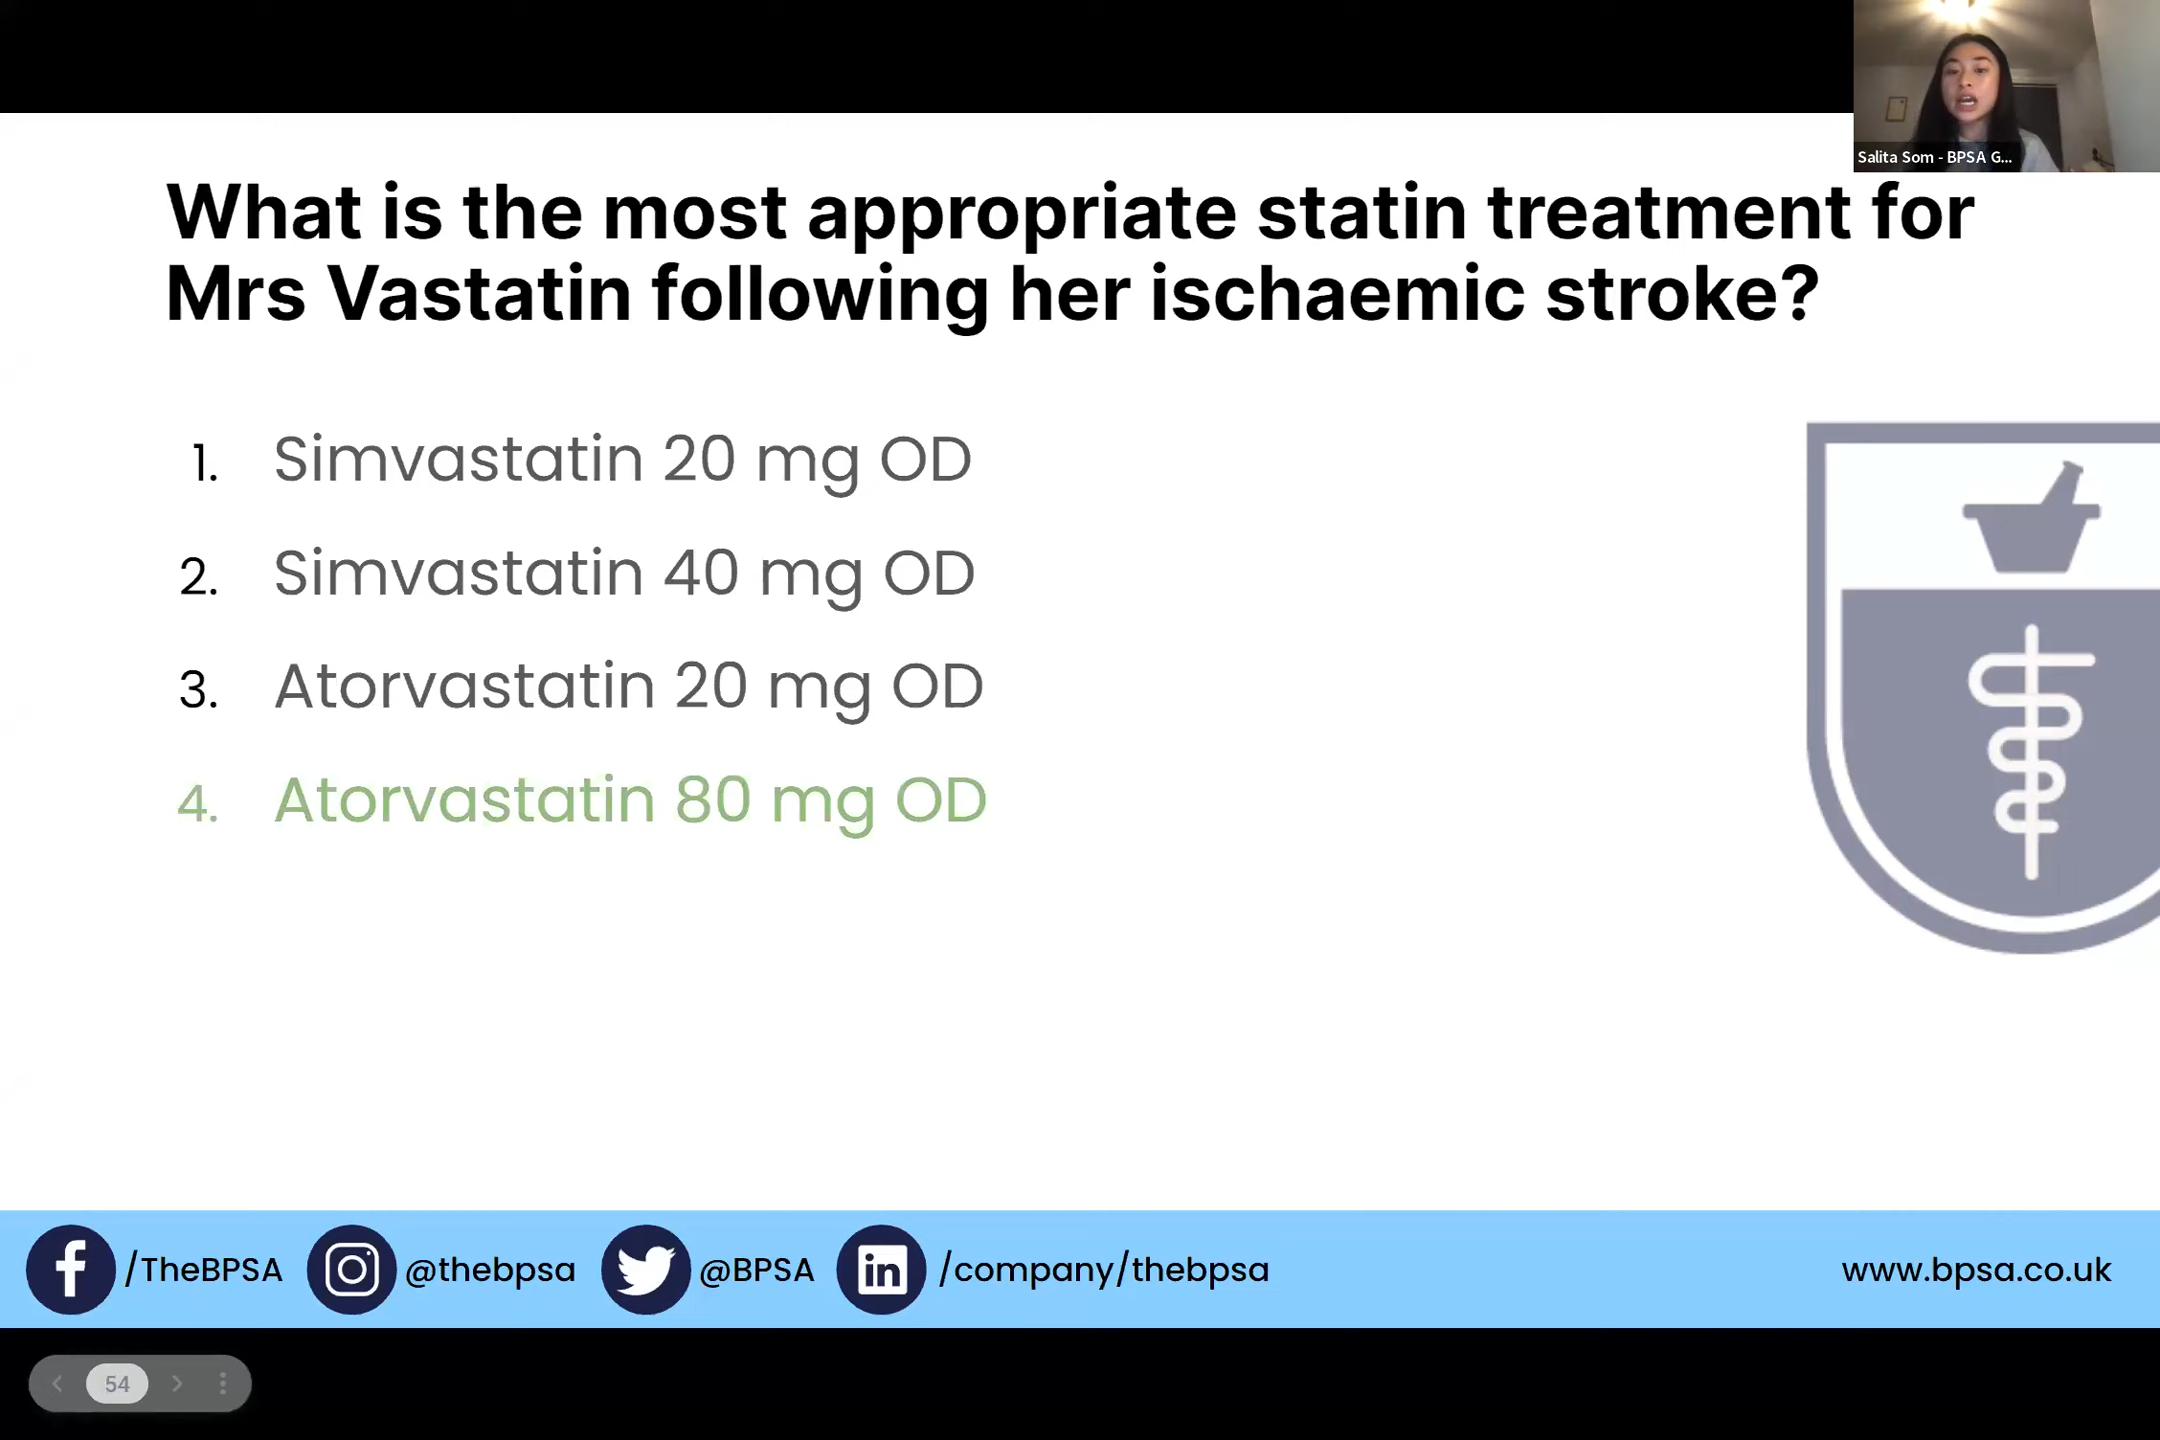 Salita Som - BPSA G...
What is the most appropriate statin treatment for
Mrs Vastatin following her ischaemic stroke?
1. Simvastatin 20 mg OD
2. Simvastatin 40 mg OD
3. Atorvastatin 20 mg OD
4. Atorvastatin 80 mg OD
/TheBPSA @thebpsa @BPSA /company/thebpsa www.bpsa.co.uk
54